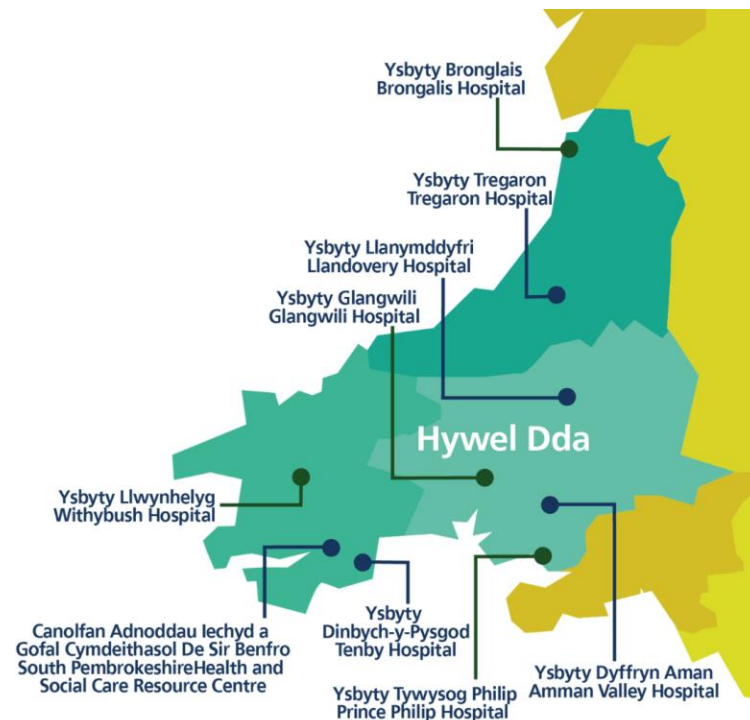 Ysbyty Bronglais
Brongalis Hospital
Ysbyty Tregaron
Tregaron Hospital
Ysbyty Llanymddyfri
Llandovery Hospital
Ysbyty Glangwili
Glangwili Hospital
Hywel Dda
Ysbyty Llwynhelyg
Withybush Hospital
Canolfan Adnoddau Iechyd a
Gofal Cymdeithasol De Sir Benfro
South PembrokeshireHealth and
Social Care Resource Centre
Ysbyty
Dinbych-y-Pysgod
Tenby Hospital
Ysbyty Tywysog Philip
Prince Philip Hospital
Ysbyty Dyffryn Aman
Amman Valley Hospital